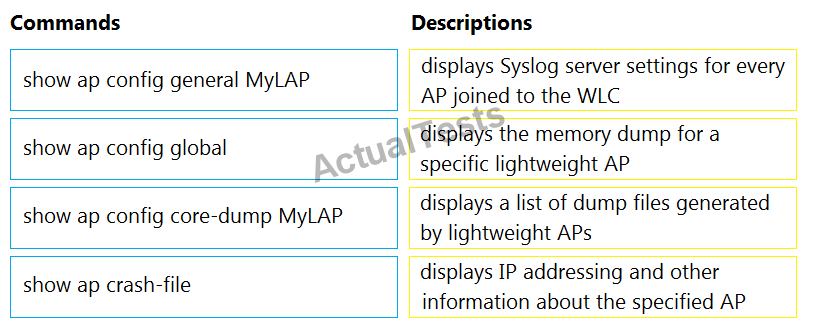 Commands
Descriptions
show ap config general MyLAP
displays Syslog server settings for every
AP joined to the WLC
show ap config global
displays the memory dump for a
specific lightweight AP
show ap config core-dump MyLAP
displays a list of dump files generated
by lightweight APs
show ap crash-file
displays IP addressing and other
information about the specified AP
ActualTests